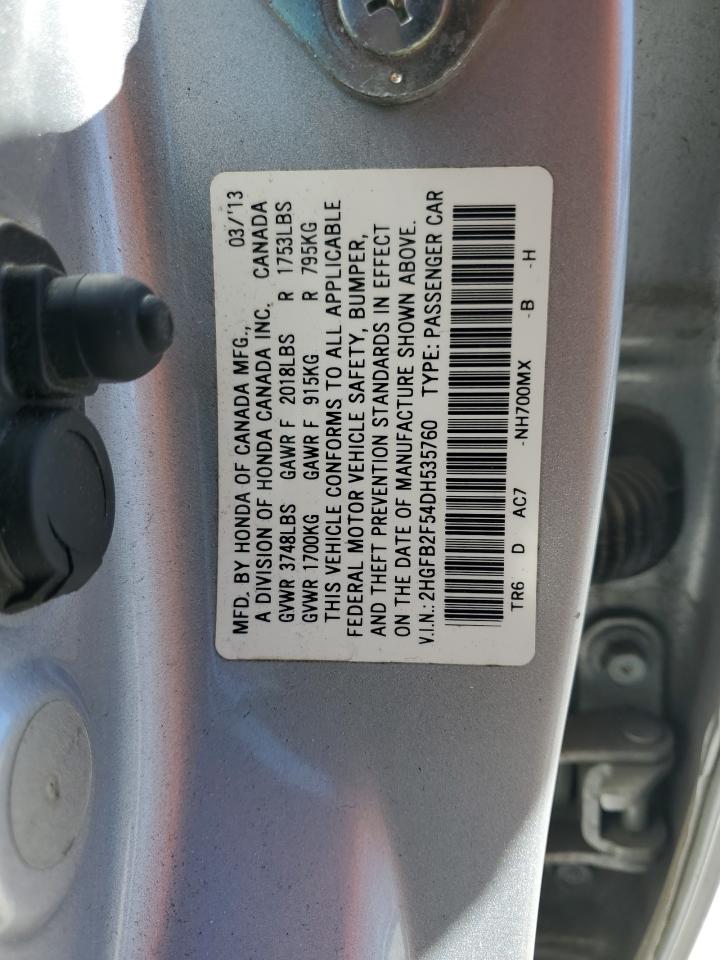 MFD. BY HONDA OF CANADA MFG., 03/'13
A DIVISION OF HONDA CANADA INC. CANADA
GVWR 3748LBS GAWR F 2018LBS R 1753LBS
GVWR 1700KG GAWR F 915KG R 795KG
THIS VEHICLE CONFORMS TO ALL APPLICABLE
FEDERAL MOTOR VEHICLE SAFETY, BUMPER,
AND THEFT PREVENTION STANDARDS IN EFFECT
ON THE DATE OF MANUFACTURE SHOWN ABOVE.
V.I.N.: 2HGFB2F54DH535760 TYPE: PASSENGER CAR
TR6 D AC7 -NH700MX -B -H